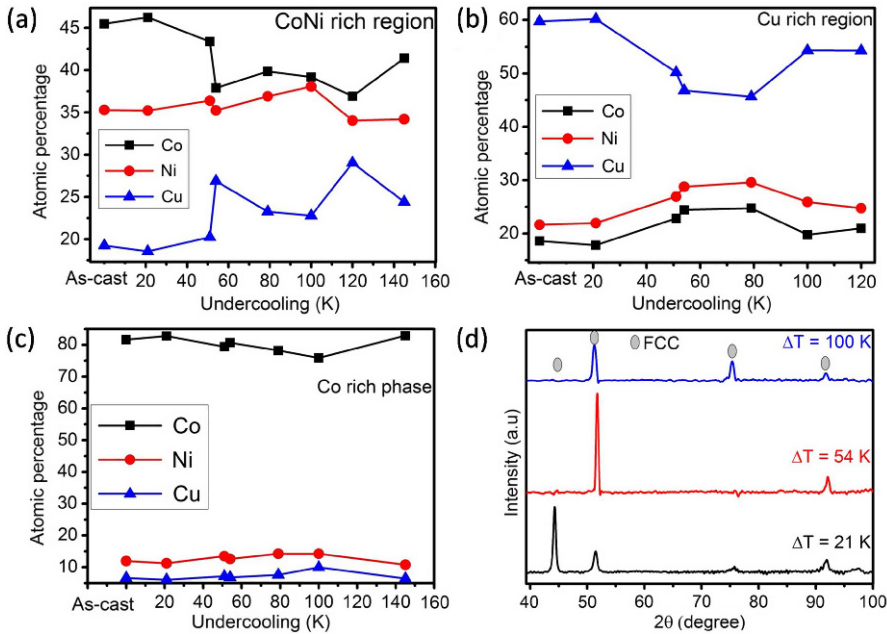 (a)
CoNi rich region
45
40
35
30
25
20
Atomic percentage
Co
Ni
Cu
As-cast 20 40 60 80 100 120 140
Undercooling (K)
(b)
Cu rich region
60
50
40
30
20
10
Atomic percentage
Co
Ni
Cu
As-cast 20 40 60 80 100 120
Undercooling (K)
(c)
Co rich phase
80
70
60
50
40
30
20
10
Atomic percentage
Co
Ni
Cu
As-cast 20 40 60 80 100 120 140 160
Undercooling (K)
(d)
FCC
ΔT = 100 K
ΔT = 54 K
ΔT = 21 K
Intensity (a.u)
40 50 60 70 80 90 100
2θ (degree)